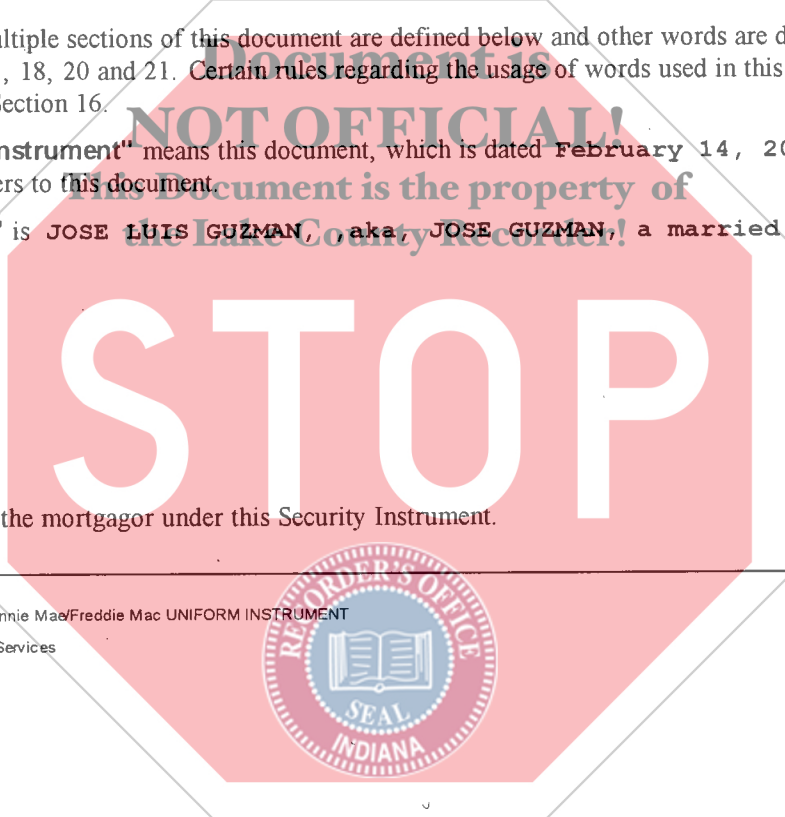 ltiple sections of this document are defined below and other words are d
Document is
, 18, 20 and 21. Certain rules regarding the usage of words used in this
ection 16.
NOT OFFICIAL!
nstrument" means this document, which is dated February 14, 20
ers to this document.
This Document is the property of
" is JOSE LUIS GUZMAN, ,aka, JOSE GUZMAN, a married
the Lake County Recorder!
STOP
the mortgagor under this Security Instrument.
nnie Mae/Freddie Mac UNIFORM INSTRUMENT
Services
RECORDER'S OFFICE
SEAL
INDIANA